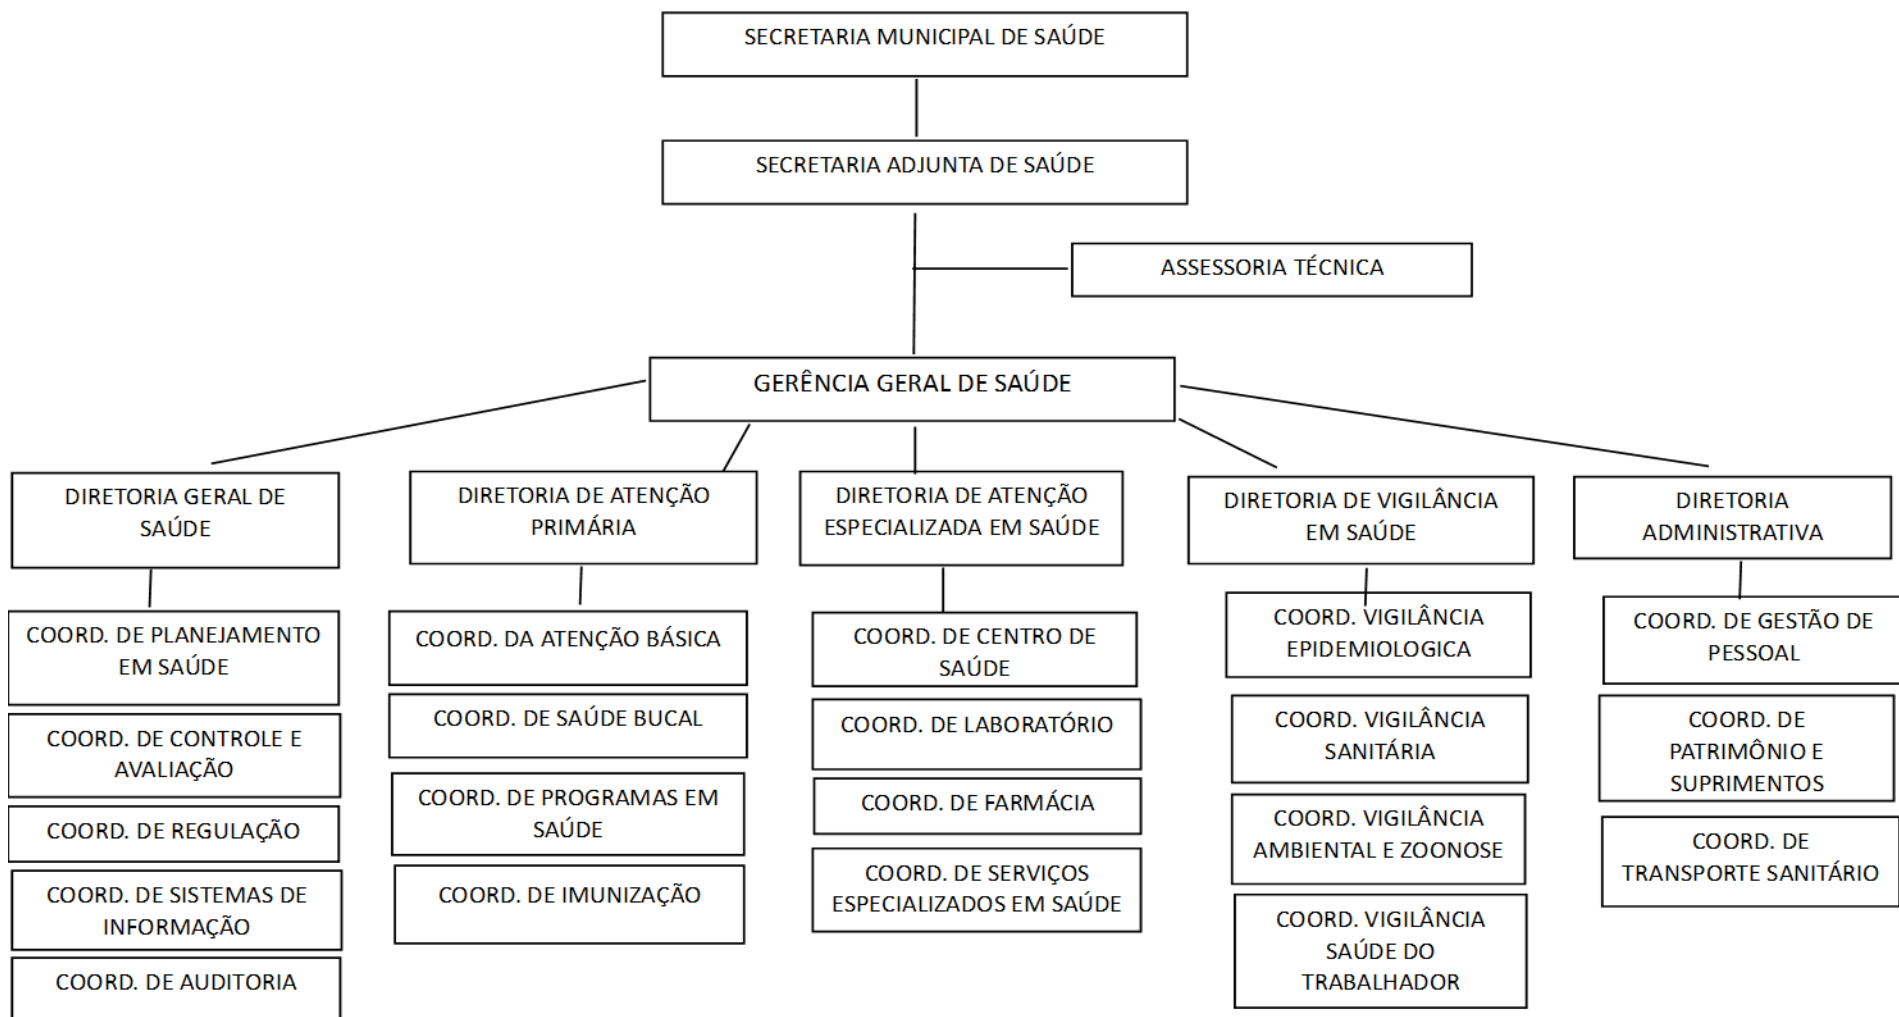 SECRETARIA MUNICIPAL DE SAÚDE
SECRETARIA ADJUNTA DE SAÚDE
ASSESSORIA TÉCNICA
GERÊNCIA GERAL DE SAÚDE
DIRETORIA GERAL DE
SAÚDE
COORD. DE PLANEJAMENTO
EM SAÚDE
COORD. DE CONTROLE E
AVALIAÇÃO
COORD. DE REGULAÇÃO
COORD. DE SISTEMAS DE
INFORMAÇÃO
COORD. DE AUDITORIA
DIRETORIA DE ATENÇÃO
PRIMÁRIA
COORD. DA ATENÇÃO BÁSICA
COORD. DE SAÚDE BUCAL
COORD. DE PROGRAMAS EM
SAÚDE
COORD. DE IMUNIZAÇÃO
DIRETORIA DE ATENÇÃO
ESPECIALIZADA EM SAÚDE
COORD. DE CENTRO DE
SAÚDE
COORD. DE LABORATÓRIO
COORD. DE FARMÁCIA
COORD. DE SERVIÇOS
ESPECIALIZADOS EM SAÚDE
DIRETORIA DE VIGILÂNCIA
EM SAÚDE
COORD. VIGILÂNCIA
EPIDEMIOLOGICA
COORD. VIGILÂNCIA
SANITÁRIA
COORD. VIGILÂNCIA
AMBIENTAL E ZOONOSE
COORD. VIGILÂNCIA
SAÚDE DO
TRABALHADOR
DIRETORIA
ADMINISTRATIVA
COORD. DE GESTÃO DE
PESSOAL
COORD. DE
PATRIMÔNIO E
SUPRIMENTOS
COORD. DE
TRANSPORTE SANITÁRIO